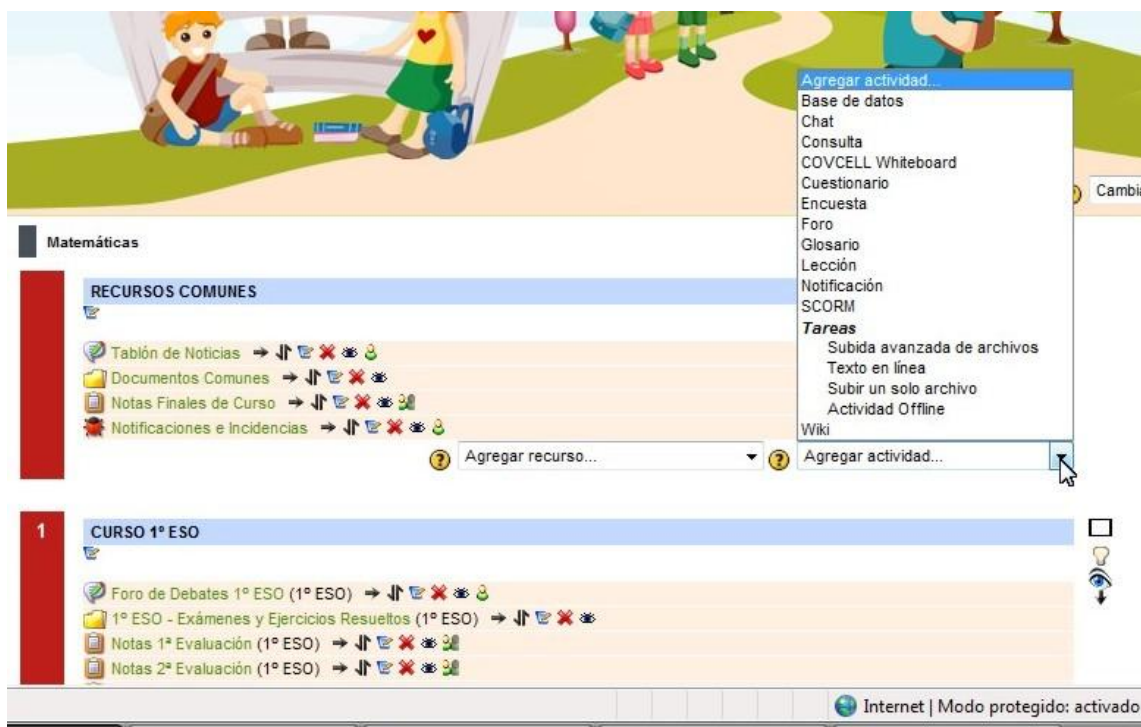 Agregar actividad...
Base de datos
Chat
Consulta
COVCELL Whiteboard
Cuestionario
Encuesta
Foro
Glosario
Lección
Notificación
SCORM
Tareas
Subida avanzada de archivos
Texto en línea
Subir un solo archivo
Actividad Offline
Wiki
Matemáticas
RECURSOS COMUNES
Tablón de Noticias
Documentos Comunes
Notas Finales de Curso
Notificaciones e Incidencias
Agregar recurso... Agregar actividad...
1 CURSO 1º ESO
Foro de Debates 1º ESO (1º ESO)
1º ESO - Exámenes y Ejercicios Resueltos (1º ESO)
Notas 1ª Evaluación (1º ESO)
Notas 2ª Evaluación (1º ESO)
Internet | Modo protegido: activado